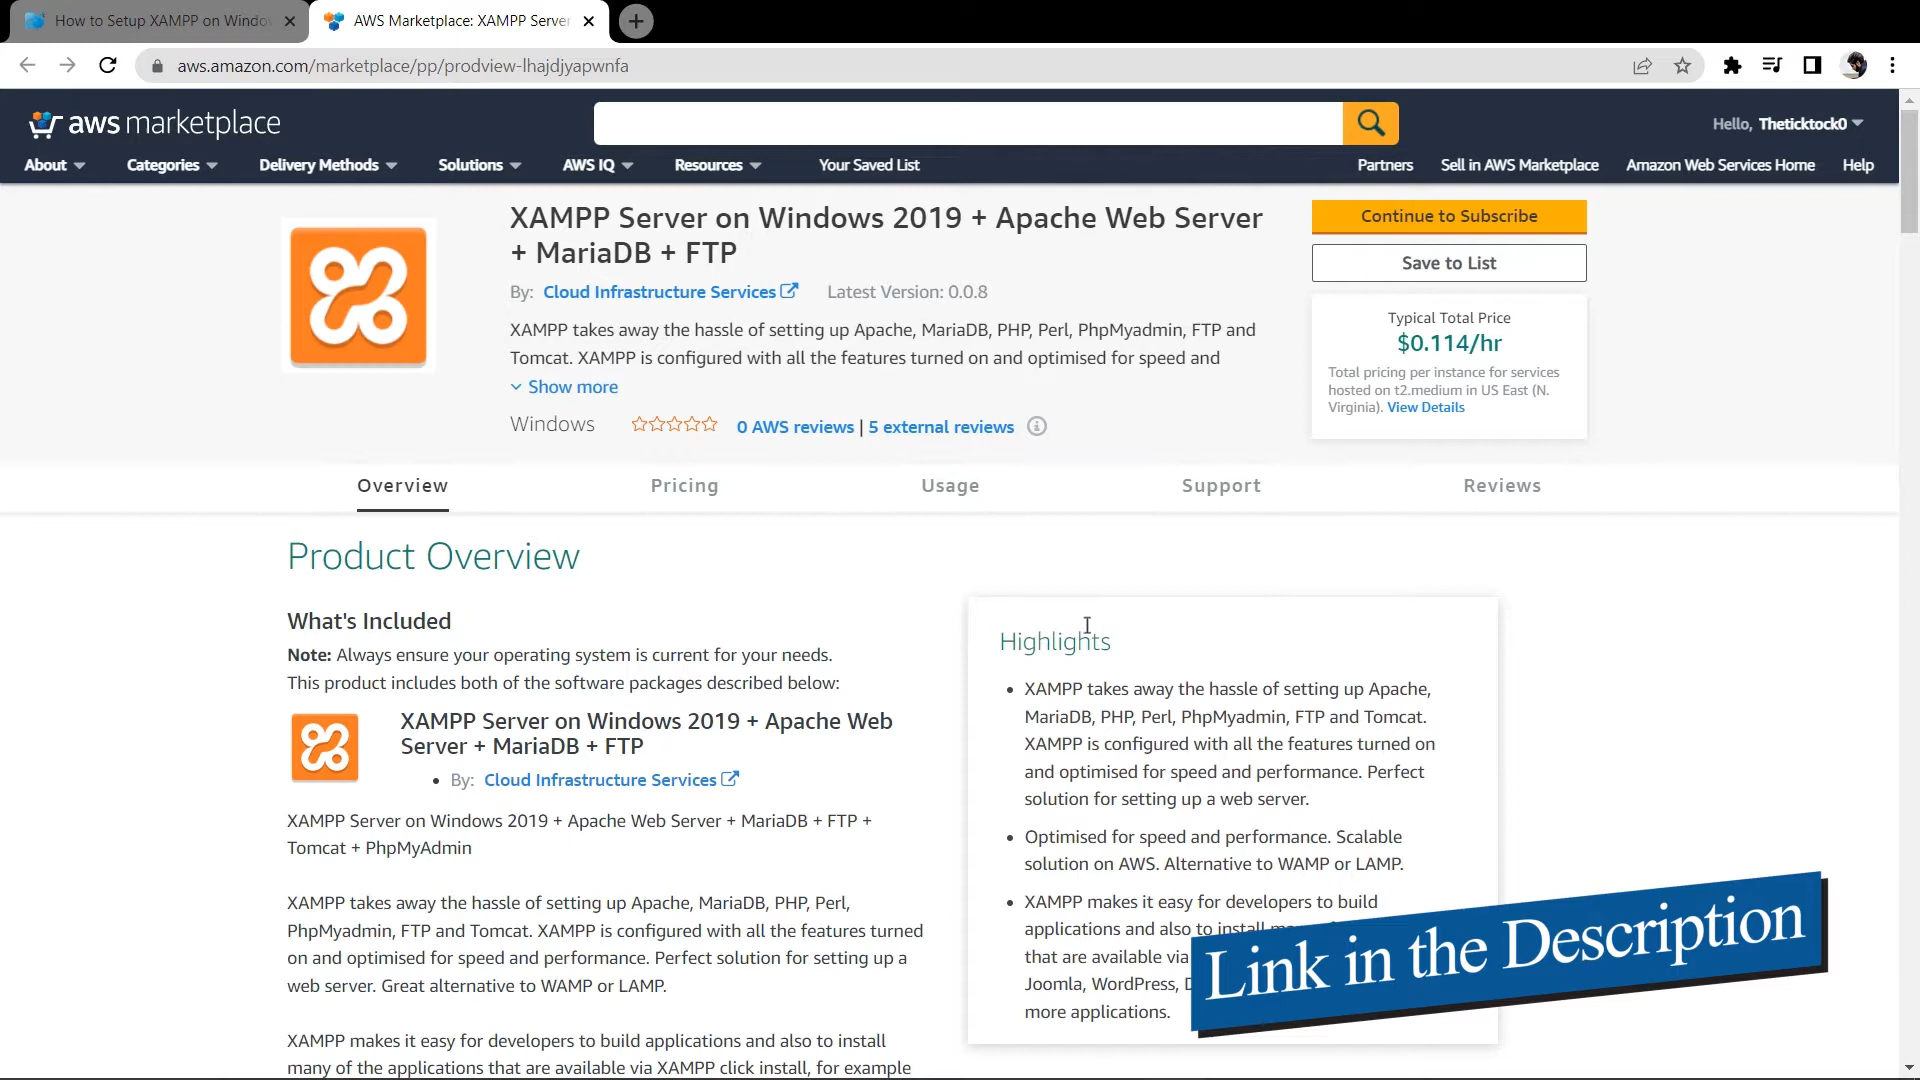 How to Setup XAMPP on Windo
AWS Marketplace: XAMPP Server
aws.amazon.com/marketplace/pp/prodview-lhajdjyapwnfa
aws marketplace
Hello, Theticktock0
About
Categories
Delivery Methods
Solutions
AWS IQ
Resources
Your Saved List
Partners
Sell in AWS Marketplace
Amazon Web Services Home
Help
XAMPP Server on Windows 2019 + Apache Web Server
+ MariaDB + FTP
By: Cloud Infrastructure Services
Latest Version: 0.0.8
XAMPP takes away the hassle of setting up Apache, MariaDB, PHP, Perl, PhpMyadmin, FTP and
Tomcat. XAMPP is configured with all the features turned on and optimised for speed and
Show more
Windows
0 AWS reviews | 5 external reviews
Continue to Subscribe
Save to List
Typical Total Price
$0.114/hr
Total pricing per instance for services
hosted on t2.medium in US East (N.
Virginia). View Details
Overview
Pricing
Usage
Support
Reviews
Product Overview
What's Included
Note: Always ensure your operating system is current for your needs.
This product includes both of the software packages described below:
XAMPP Server on Windows 2019 + Apache Web
Server + MariaDB + FTP
By: Cloud Infrastructure Services
XAMPP Server on Windows 2019 + Apache Web Server + MariaDB + FTP +
Tomcat + PhpMyAdmin
XAMPP takes away the hassle of setting up Apache, MariaDB, PHP, Perl,
PhpMyadmin, FTP and Tomcat. XAMPP is configured with all the features turned
on and optimised for speed and performance. Perfect solution for setting up a
web server. Great alternative to WAMP or LAMP.
XAMPP makes it easy for developers to build applications and also to install
many of the applications that are available via XAMPP click install, for example
Highlights
XAMPP takes away the hassle of setting up Apache,
MariaDB, PHP, Perl, PhpMyadmin, FTP and Tomcat.
XAMPP is configured with all the features turned on
and optimised for speed and performance. Perfect
solution for setting up a web server.
Optimised for speed and performance. Scalable
solution on AWS. Alternative to WAMP or LAMP.
XAMPP makes it easy for developers to build
applications and also to install
that are available via
Joomla, WordPress, D
more applications.
Link in the Description